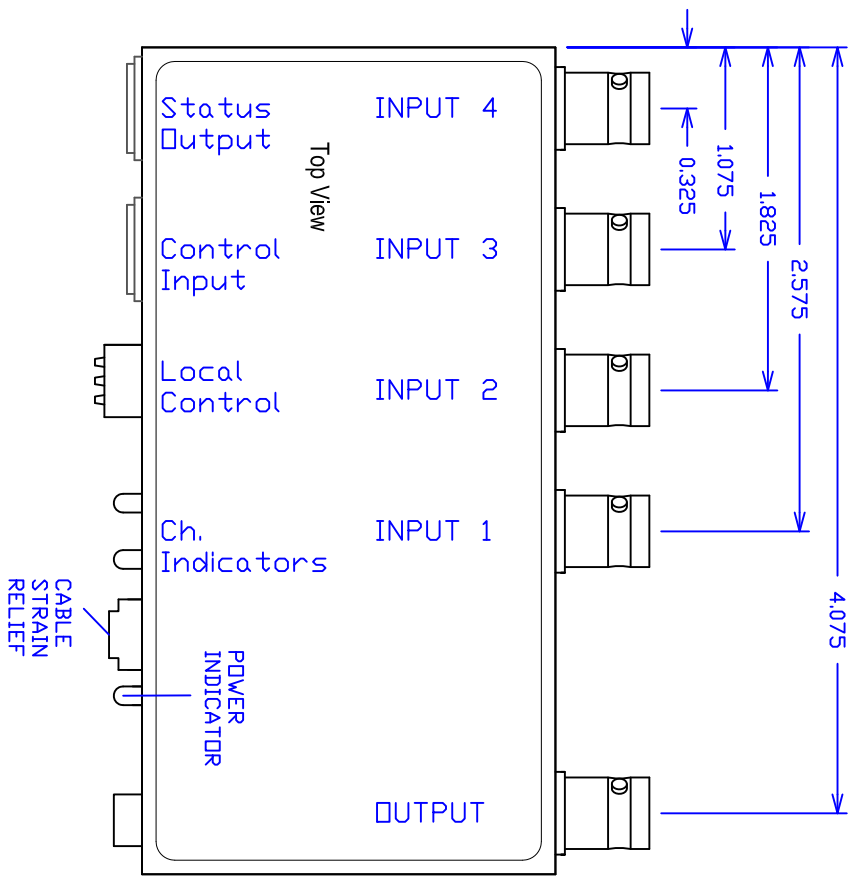 Status
Output
INPUT 4
Top View
Control
Input
INPUT 3
Local
Control
INPUT 2
Ch.
Indicators
INPUT 1
CABLE
STRAIN
RELIEF
POWER
INDICATOR
OUTPUT
0.325
1.075
1.825
2.575
4.075